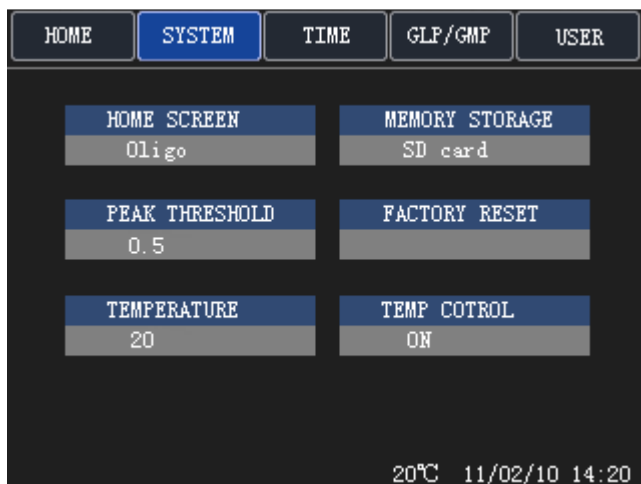 HOME SYSTEM TIME GLP/GMP USER
HOME SCREEN MEMORY STORAGE
Oligo SD card
PEAK THRESHOLD FACTORY RESET
0.5
TEMPERATURE TEMP COTROL
20 ON
20℃ 11/02/10 14:20